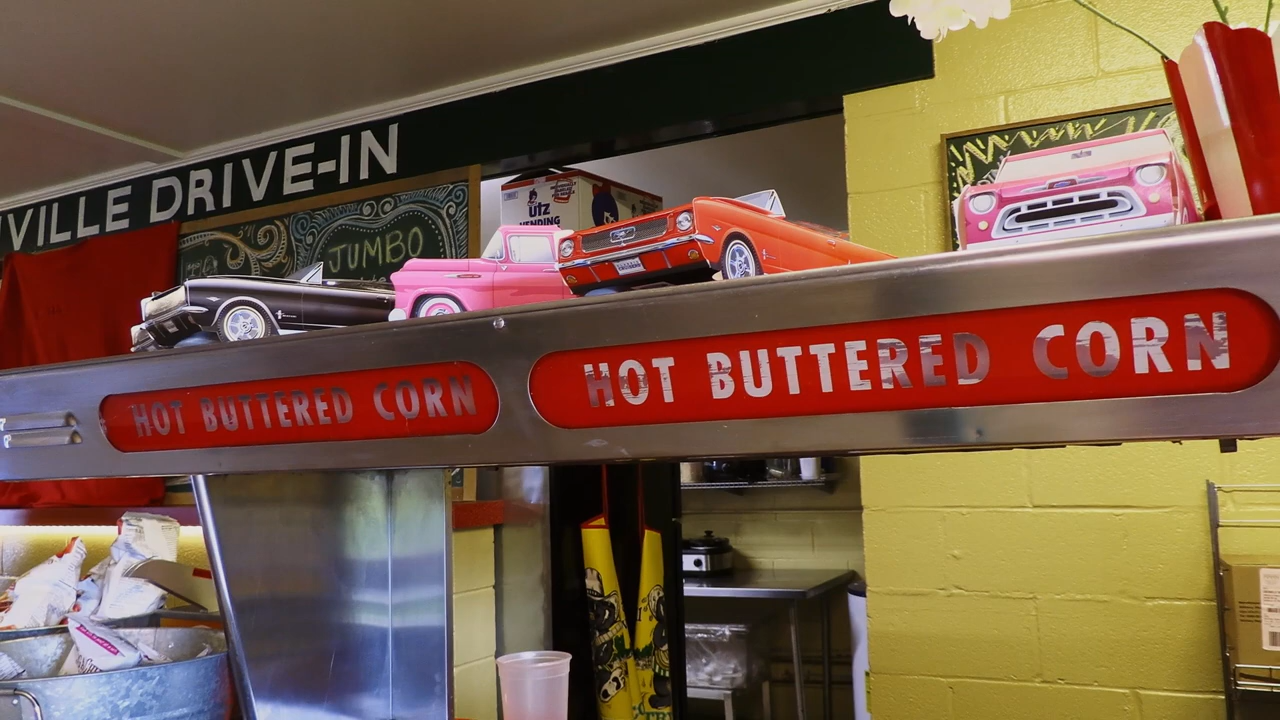 VILLE DRIVE-IN
JUMBO
utz
VENDING
HOT BUTTERED CORN
HOT BUTTERED CORN